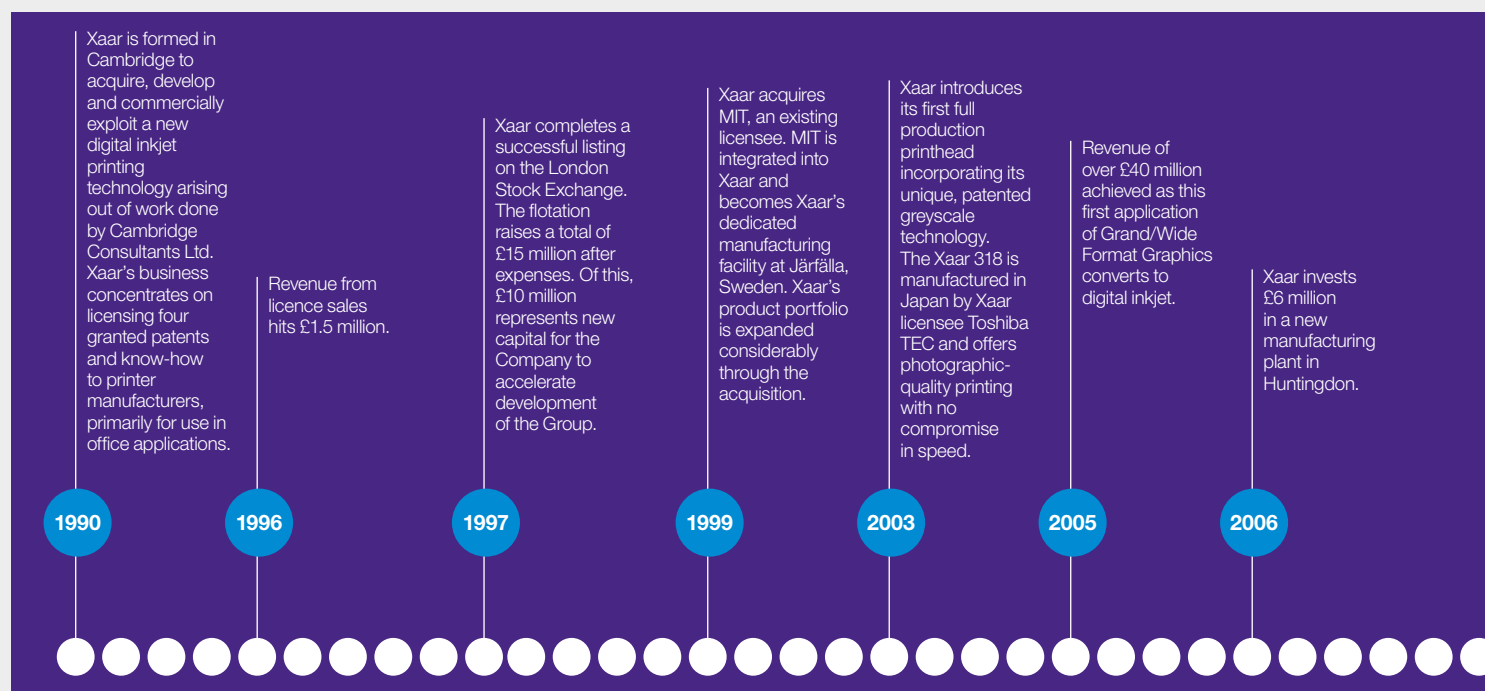 Xaar is formed in
Cambridge to
acquire, develop
and commercially
exploit a new
digital inkjet
printing
technology arising
out of work done
by Cambridge
Consultants Ltd.
Xaar's business
concentrates on
licensing four
granted patents
and know-how
to printer
manufacturers,
primarily for use in
office applications.
1990
Revenue from
licence sales
hits £1.5 million.
1996
Xaar completes a
successful listing
on the London
Stock Exchange.
The flotation
raises a total of
£15 million after
expenses. Of this,
£10 million
represents new
capital for the
Company to
accelerate
development
of the Group.
1997
Xaar acquires
MIT, an existing
licensee. MIT is
integrated into
Xaar and
becomes Xaar's
dedicated
manufacturing
facility at Järfälla,
Sweden. Xaar's
product portfolio
is expanded
considerably
through the
acquisition.
1999
Xaar introduces
its first full
production
printhead
incorporating its
unique, patented
greyscale
technology.
The Xaar 318 is
manufactured in
Japan by Xaar
licensee Toshiba
TEC and offers
photographic-
quality printing
with no
compromise
in speed.
2003
Revenue of
over £40 million
achieved as this
first application
of Grand/Wide
Format Graphics
converts to
digital inkjet.
2005
Xaar invests
£6 million
in a new
manufacturing
plant in
Huntingdon.
2006